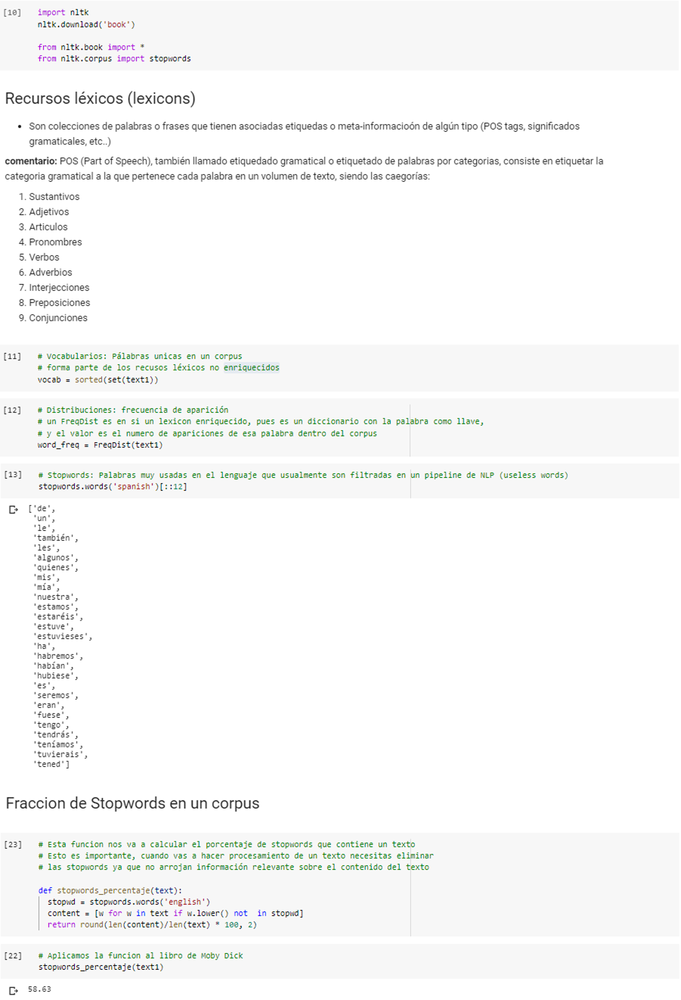 [10] import nltk
nltk.download('book')
from nltk.book import *
from nltk.corpus import stopwords
Recursos léxicos (lexicons)
• Son colecciones de palabras o frases que tienen asociadas etiquedas o meta-informacioón de algún tipo (POS tags, significados
gramaticales, etc..)
comentario: POS (Part of Speech), también llamado etiquedado gramatical o etiquetado de palabras por categorias, consiste en etiquetar la
categoria gramatical a la que pertenece cada palabra en un volumen de texto, siendo las caegorías:
1. Sustantivos
2. Adjetivos
3. Articulos
4. Pronombres
5. Verbos
6. Adverbios
7. Interjecciones
8. Preposiciones
9. Conjunciones
[11] # Vocabularios: Pálabras unicas en un corpus
# forma parte de los recusos léxicos no enriquecidos
vocab = sorted(set(text1))
[12] # Distribuciones: frecuencia de aparición
# un FreqDist es en si un lexicon enriquecido, pues es un diccionario con la palabra como llave,
# y el valor es el numero de apariciones de esa palabra dentro del corpus
word_freq = FreqDist(text1)
[13] # Stopwords: Palabras muy usadas en el lenguaje que usualmente son filtradas en un pipeline de NLP (useless words)
stopwords.words('spanish')[::12]
['de',
'un',
'le',
'también',
'les',
'algunos',
'quienes',
'mis',
'mía',
'nuestra',
'estamos',
'estaréis',
'estuve',
'estuvieses',
'ha',
'habremos',
'habían',
'hubiese',
'es',
'seremos',
'eran',
'fuese',
'tengo',
'tendrás',
'teníamos',
'tuvierais',
'tened']
Fraccion de Stopwords en un corpus
[23] # Esta funcion nos va a calcular el porcentaje de stopwords que contiene un texto
# Esto es importante, cuando vas a hacer procesamiento de un texto necesitas eliminar
# las stopwords ya que no arrojan información relevante sobre el contenido del texto
def stopwords_percentaje(text):
stopwd = stopwords.words('english')
content = [w for w in text if w.lower() not  in stopwd]
return round(len(content)/len(text) * 100, 2)
[22] # Aplicamos la funcion al libro de Moby Dick
stopwords_percentaje(text1)
58.63